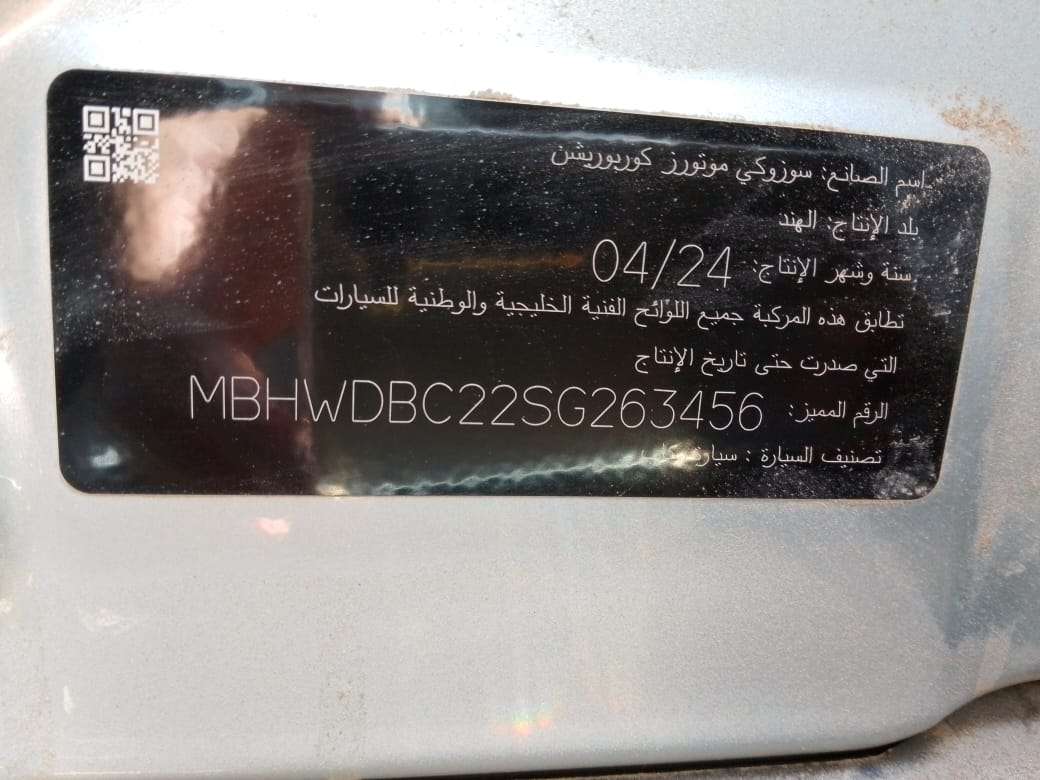 اسم الصانع: سوزوكي موتورز كوربوريشن
بلد الإنتاج: الهند
سنة وشهر الإنتاج: 04/24
تطابق هذه المركبة جميع اللوائح الفنية الخليجية والوطنية للسيارات
التي صدرت حتى تاريخ الإنتاج
الرقم المميز: MBHWDBC22SG263456
تصنيف السيارة : سيارة